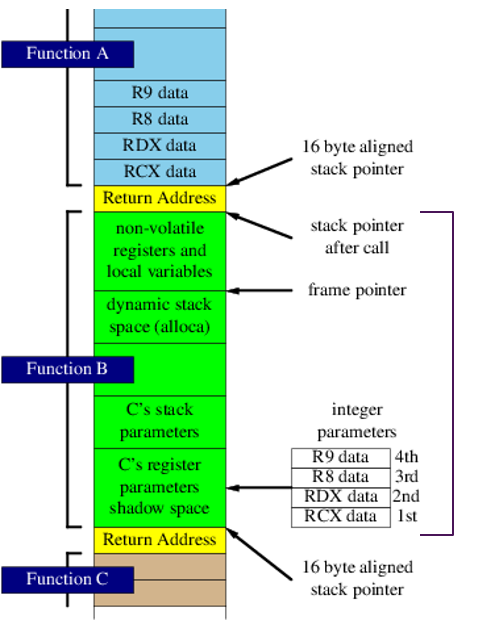 Function A
R9 data
R8 data
RDX data
RCX data
16 byte aligned
stack pointer
Return Address
non-volatile
registers and
local variables
stack pointer
after call
frame pointer
dynamic stack
space (alloca)
Function B
C's stack
parameters
integer
parameters
C's register
parameters
shadow space
R9 data 4th
R8 data 3rd
RDX data 2nd
RCX data 1st
Return Address
16 byte aligned
stack pointer
Function C